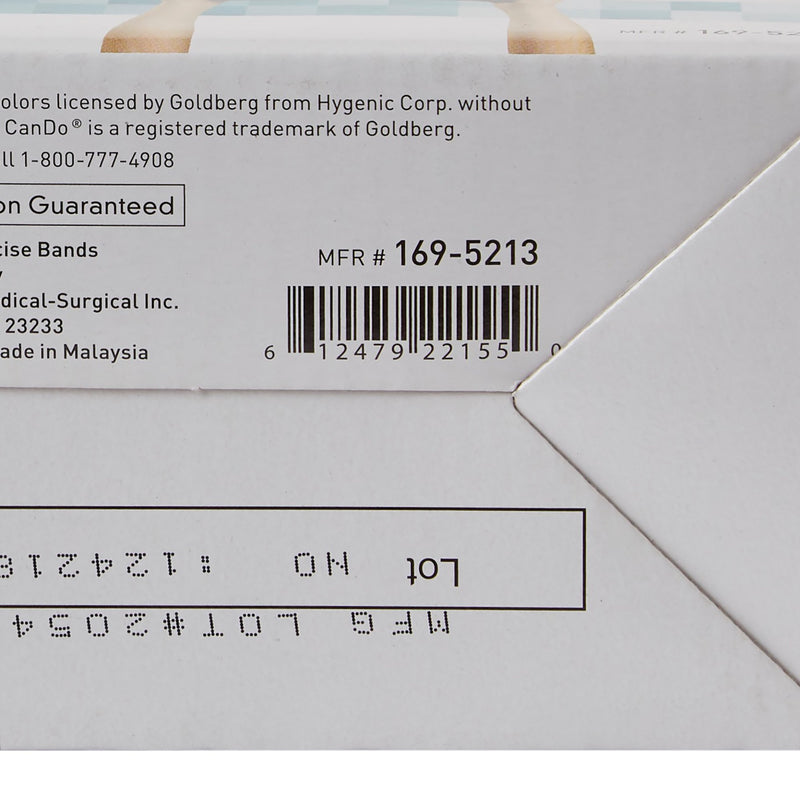 MFR # 169-52
olors licensed by Goldberg from Hygenic Corp. without
CanDo® is a registered trademark of Goldberg.
ll 1-800-777-4908
on Guaranteed
cise Bands
dical-Surgical Inc.
23233
ade in Malaysia
MFR # 169-5213
6 12479 22155 0
MFG LOT#2054
Lot NO :124218